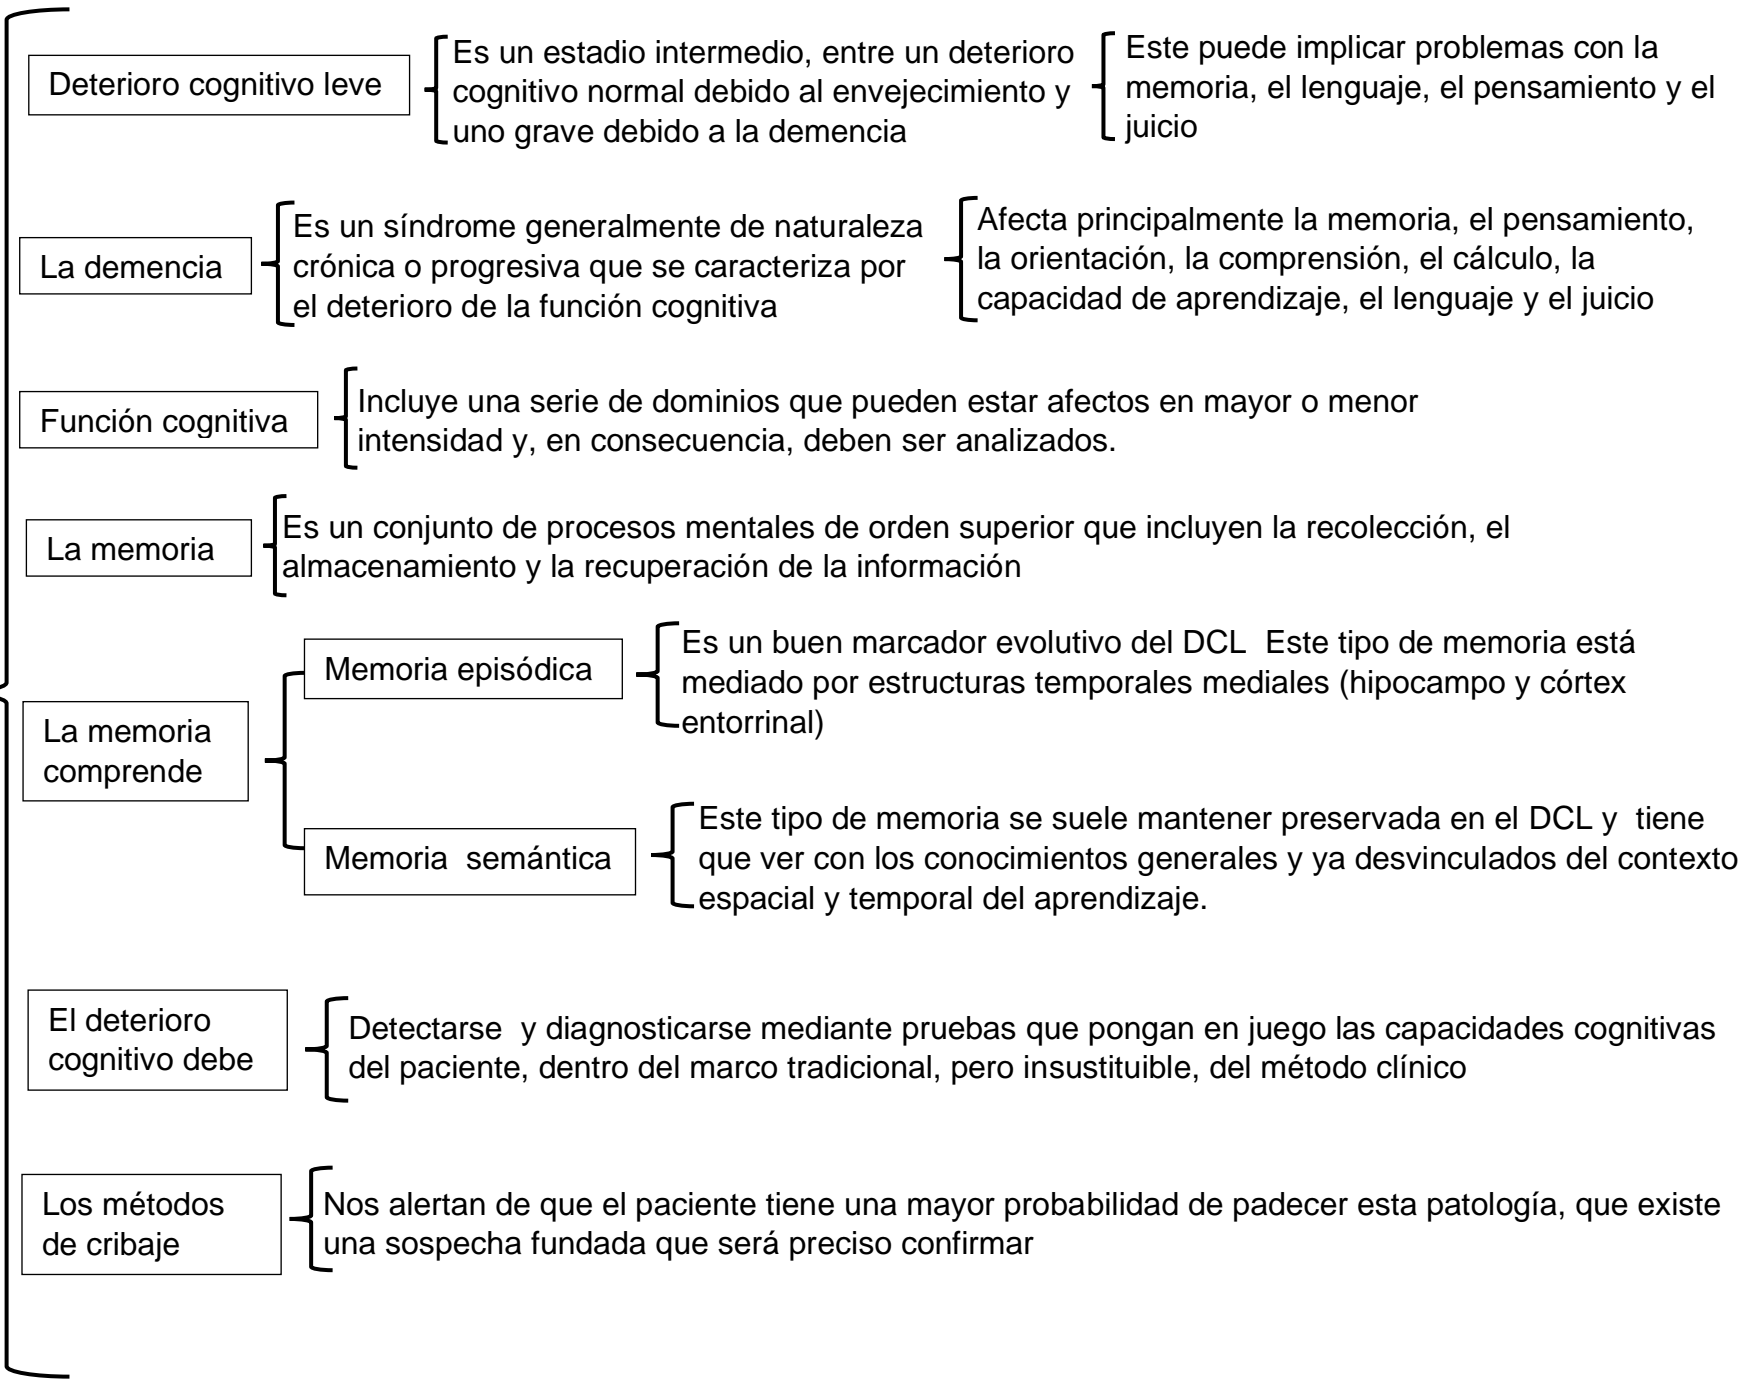 Deterioro cognitivo leve
Es un estadio intermedio, entre un deterioro
cognitivo normal debido al envejecimiento y
uno grave debido a la demencia
Este puede implicar problemas con la
memoria, el lenguaje, el pensamiento y el
juicio
La demencia
Es un síndrome generalmente de naturaleza
crónica o progresiva que se caracteriza por
el deterioro de la función cognitiva
Afecta principalmente la memoria, el pensamiento,
la orientación, la comprensión, el cálculo, la
capacidad de aprendizaje, el lenguaje y el juicio
Función cognitiva
Incluye una serie de dominios que pueden estar afectos en mayor o menor
intensidad y, en consecuencia, deben ser analizados.
La memoria
Es un conjunto de procesos mentales de orden superior que incluyen la recolección, el
almacenamiento y la recuperación de la información
La memoria
comprende
Memoria episódica
Es un buen marcador evolutivo del DCL  Este tipo de memoria está
mediado por estructuras temporales mediales (hipocampo y córtex
entorrinal)
Memoria  semántica
Este tipo de memoria se suele mantener preservada en el DCL y  tiene
que ver con los conocimientos generales y ya desvinculados del contexto
espacial y temporal del aprendizaje.
El deterioro
cognitivo debe
Detectarse  y diagnosticarse mediante pruebas que pongan en juego las capacidades cognitivas
del paciente, dentro del marco tradicional, pero insustituible, del método clínico
Los métodos
de cribaje
Nos alertan de que el paciente tiene una mayor probabilidad de padecer esta patología, que existe
una sospecha fundada que será preciso confirmar